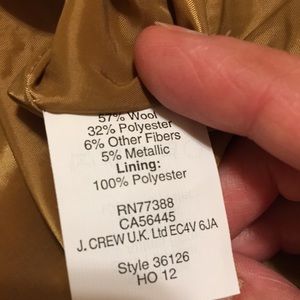 57% Wool
32% Polyester
6% Other Fibers
5% Metallic
Lining:
100% Polyester
RN77388
CA56445
J. CREW U.K. Ltd EC4V 6JA
Style 36126
HO 12